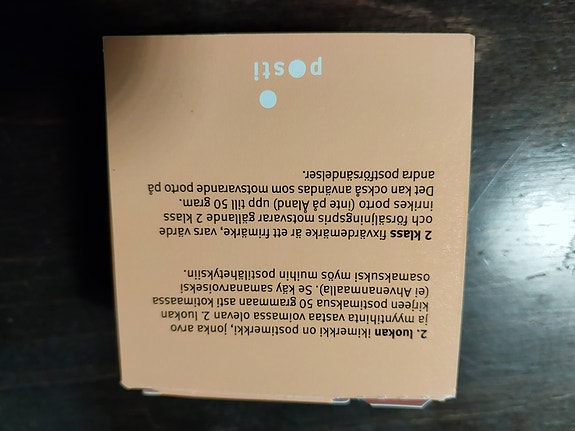 2. luokan ikimerkki on postimerkki, jonka arvo
ja myyntihinta vastaa voimassa olevan 2. luokan
kirjeen postimaksua 50 grammaan asti kotimaassa
(ei Ahvenanmaalla). Se käy samanarvoiseksi
osamaksuksi myös muihin postilähetyksiin.
2 klass fixvärdemärke är ett frimärke, vars värde
och försäljningspris motsvarar gällande 2 klass
inrikes porto (inte på Åland) upp till 50 gram.
Det kan också användas som motsvarande porto på
andra postförsändelser.
posti